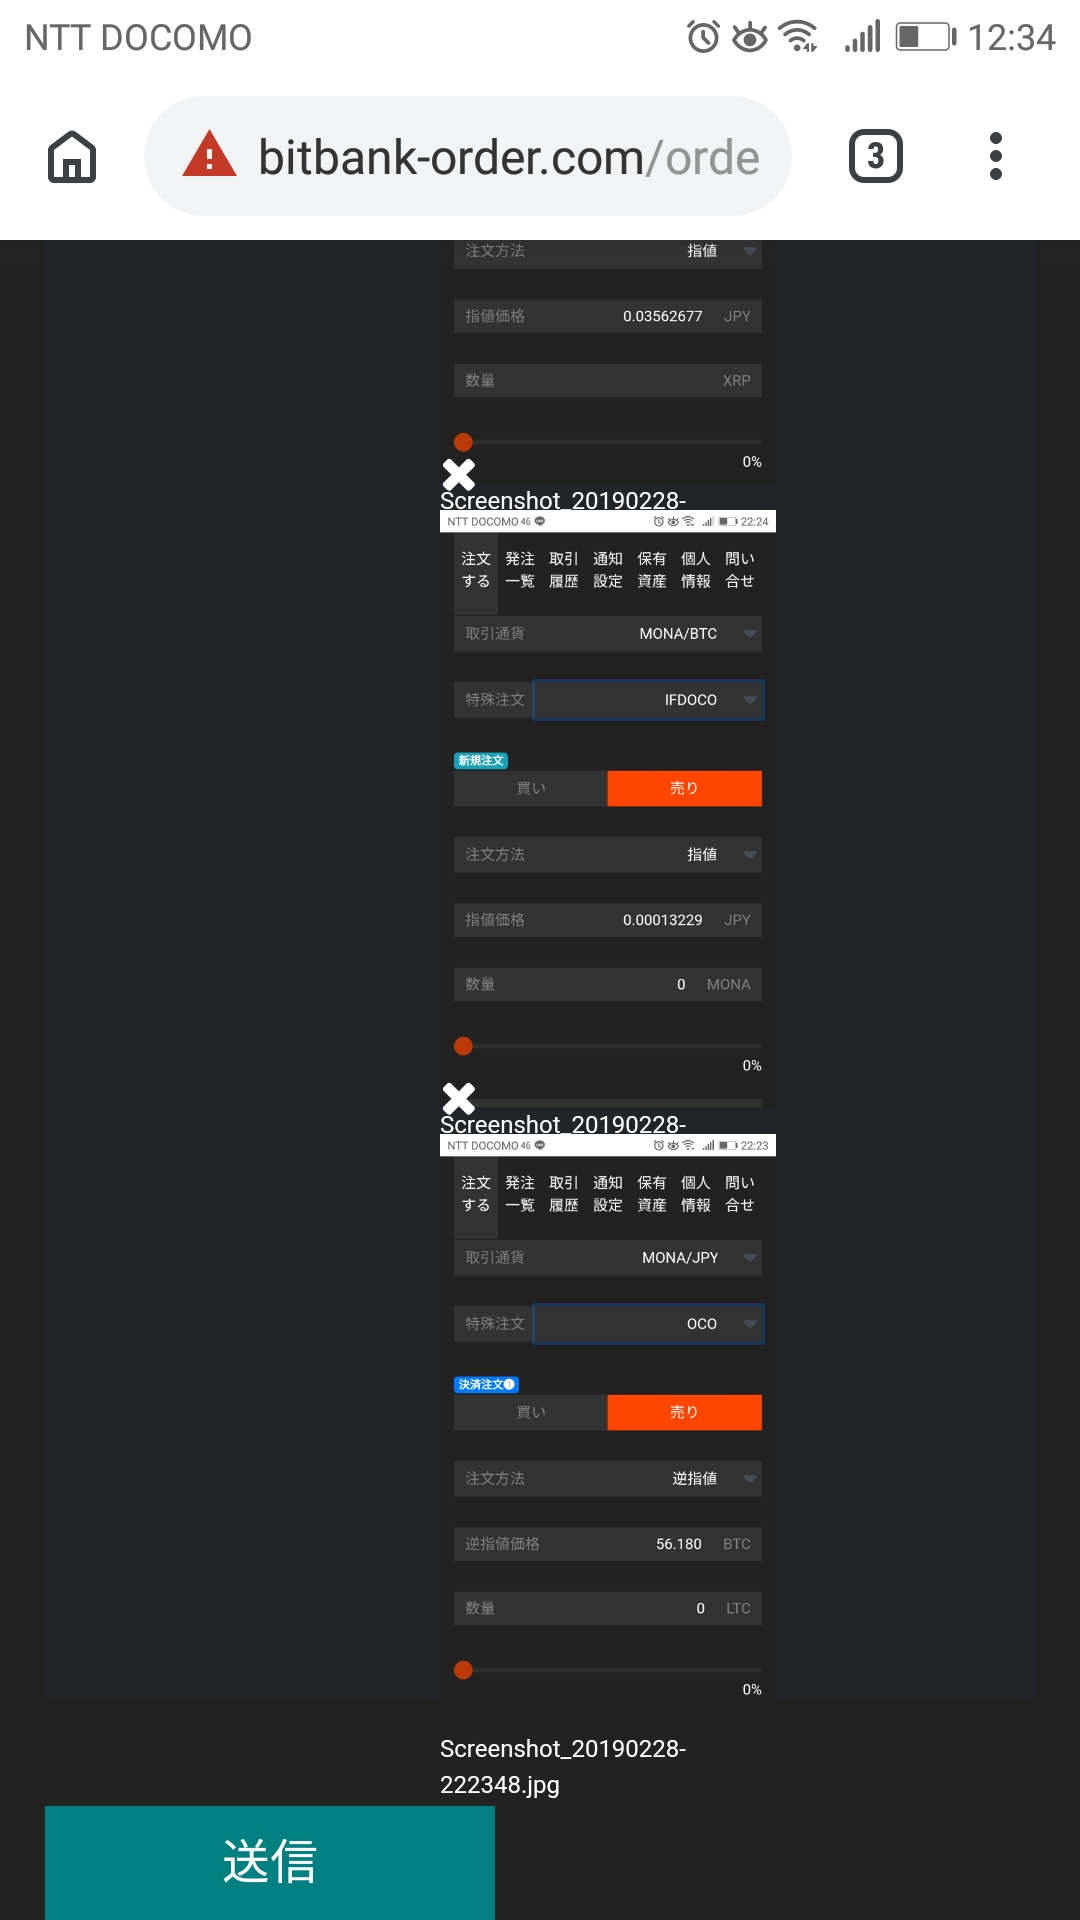 NTT DOCOMO 12:34
bitbank-order.com/orde 3
注文方法 指値
指値価格 0.03562677 JPY
数量 XRP
0%
Screenshot_20190228-
NTT DOCOMO 46 22:24
注文 発注 取引 通知 保有 個人 問い
する 一覧 履歴 設定 資産 情報 合せ
取引通貨 MONA/BTC
特殊注文 IFDOCO
新規注文
買い 売り
注文方法 指値
指値価格 0.00013229 JPY
数量 0 MONA
0%
Screenshot_20190228-
NTT DOCOMO 46 22:23
注文 発注 取引 通知 保有 個人 問い
する 一覧 履歴 設定 資産 情報 合せ
取引通貨 MONA/JPY
特殊注文 OCO
決済注文❶
買い 売り
注文方法 逆指値
逆指値価格 56.180 BTC
数量 0 LTC
0%
Screenshot_20190228-
222348.jpg
送信